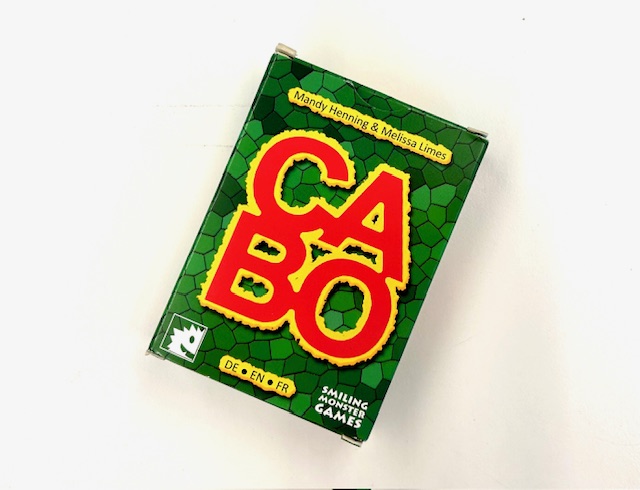 Mandy Henning & Melissa Limes
CA
BO
DE • EN • FR
SMILING
MONSTER
GAMES